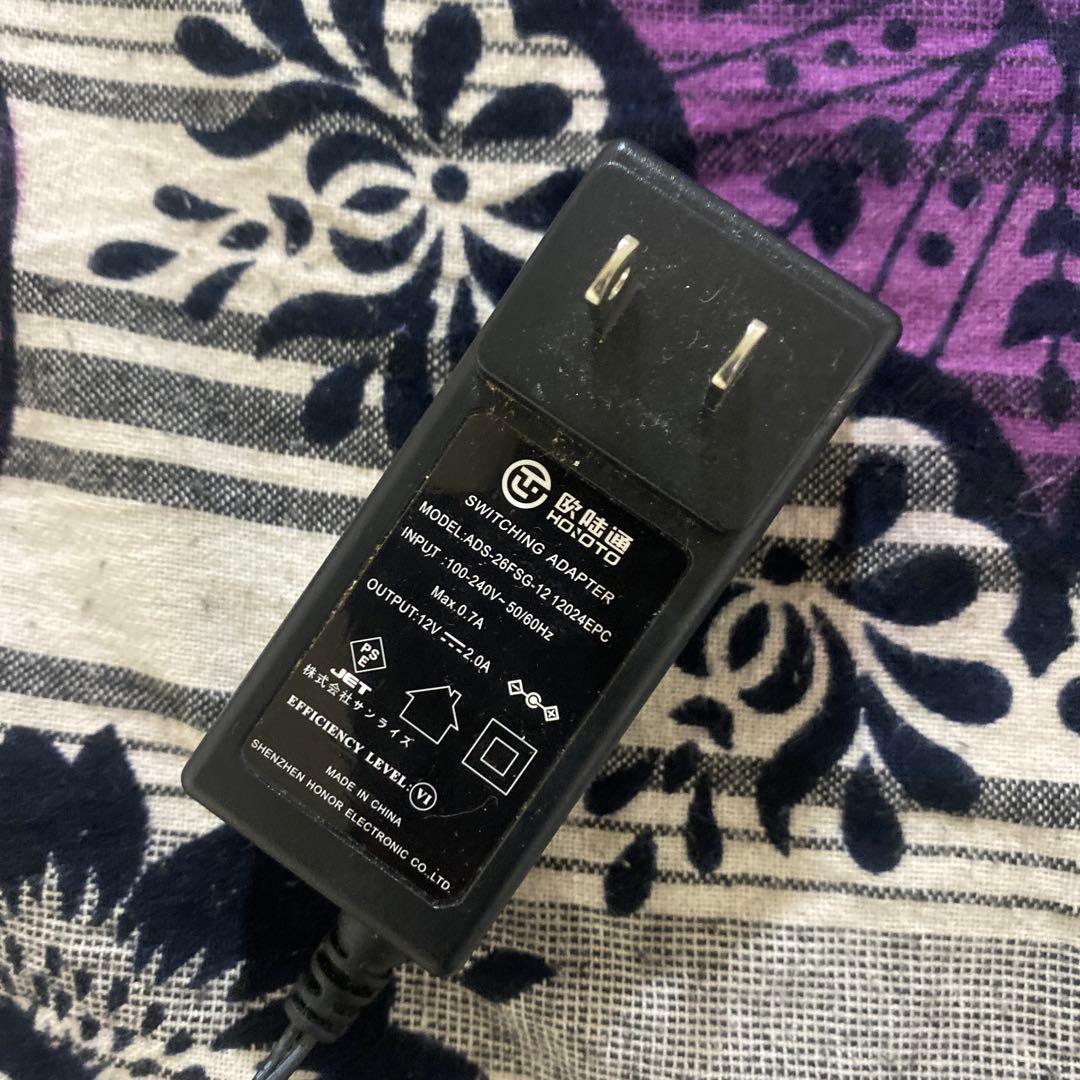 欧陆通
HONOTO
SWITCHING ADAPTER
MODEL:ADS-26FSG-12 12024EPC
INPUT :100-240V~ 50/60Hz
Max.0.7A
OUTPUT:12V⎓2.0A
PSE
JET
株式会社サンライズ
EFFICIENCY LEVEL:VI
MADE IN CHINA
SHENZHEN HONOR ELECTRONIC CO.,LTD.